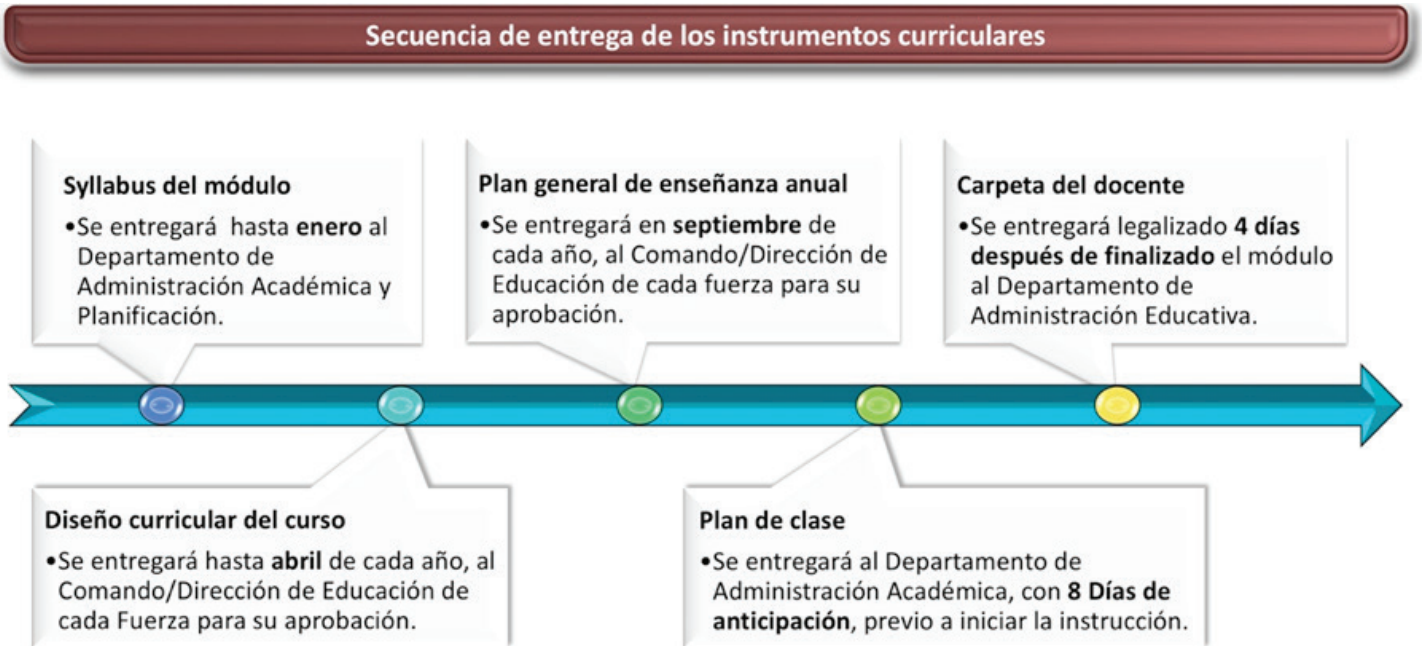 Secuencia de entrega de los instrumentos curriculares
Syllabus del módulo
•Se entregará hasta enero al
Departamento de
Administración Académica y
Planificación.
Plan general de enseñanza anual
•Se entregará en septiembre de
cada año, al Comando/Dirección de
Educación de cada fuerza para su
aprobación.
Carpeta del docente
•Se entregará legalizado 4 días
después de finalizado el módulo
al Departamento de
Administración Educativa.
Diseño curricular del curso
•Se entregará hasta abril de cada año, al
Comando/Dirección de Educación de
cada Fuerza para su aprobación.
Plan de clase
•Se entregará al Departamento de
Administración Académica, con 8 Días de
anticipación, previo a iniciar la instrucción.